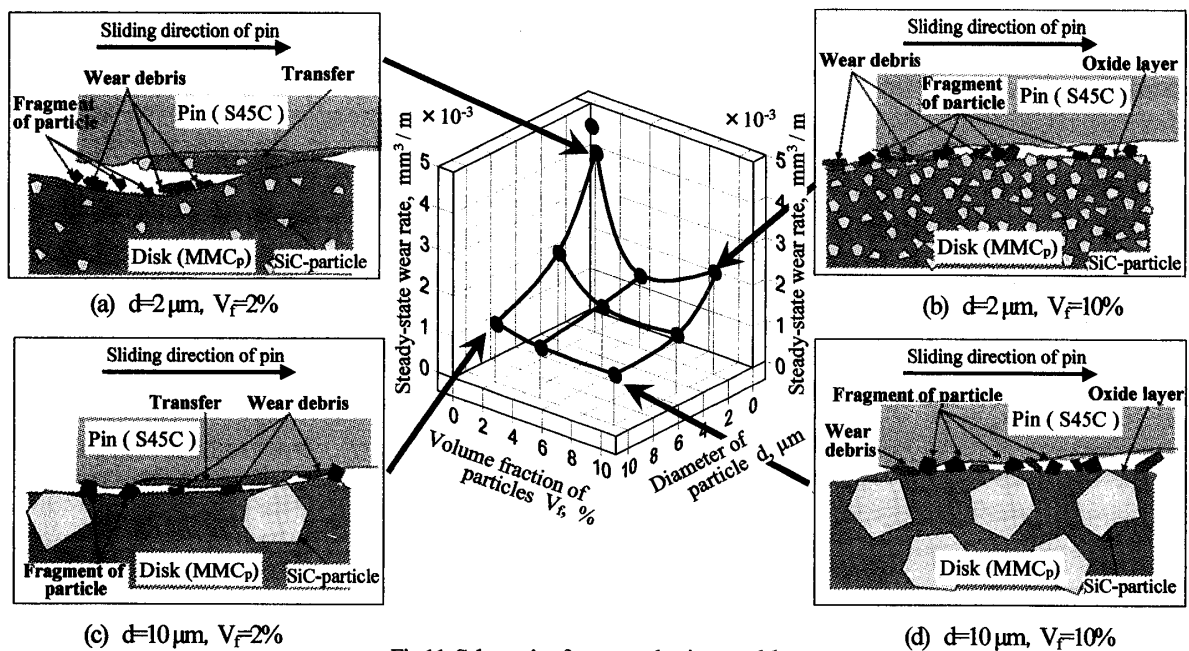 Sliding direction of pin
Wear debris
Transfer
Fragment
of particle
Pin ( S45C )
Disk (MMCp)
SiC-particle
(a) d=2 μm, Vf=2%
Sliding direction of pin
Wear debris
Oxide layer
Fragment
of particle
Pin ( S45C )
Disk (MMCp)
SiC-particle
(b) d=2 μm, Vf=10%
× 10-3
× 10-3
Steady-state wear rate, mm3 / m
5
4
3
2
1
0
5
4
3
2
1
0
Steady-state wear rate, mm3 / m
0
2
4
6
8
10
10
8
6
4
2
0
Volume fraction of
particles Vf, %
Diameter of
particle d, μm
Sliding direction of pin
Transfer
Wear debris
Pin ( S45C )
Fragment of
particle
Disk (MMCp)
SiC-particle
(c) d=10 μm, Vf=2%
Sliding direction of pin
Fragment of particle
Oxide layer
Pin ( S45C )
Wear
debris
Disk (MMCp)
SiC-particle
(d) d=10 μm, Vf=10%